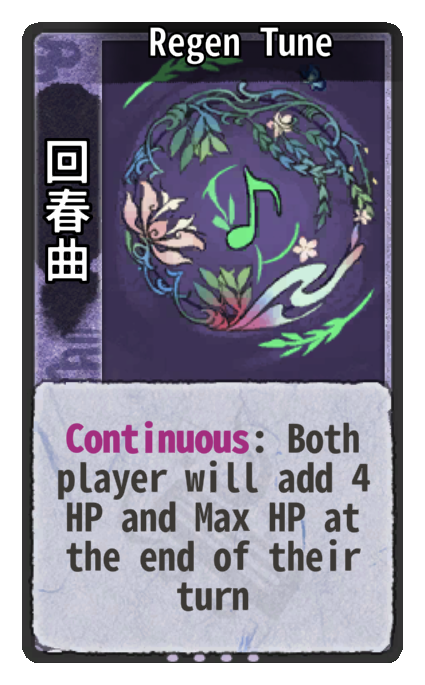 Regen Tune
回春曲
Continuous: Both
player will add 4
HP and Max HP at
the end of their
turn